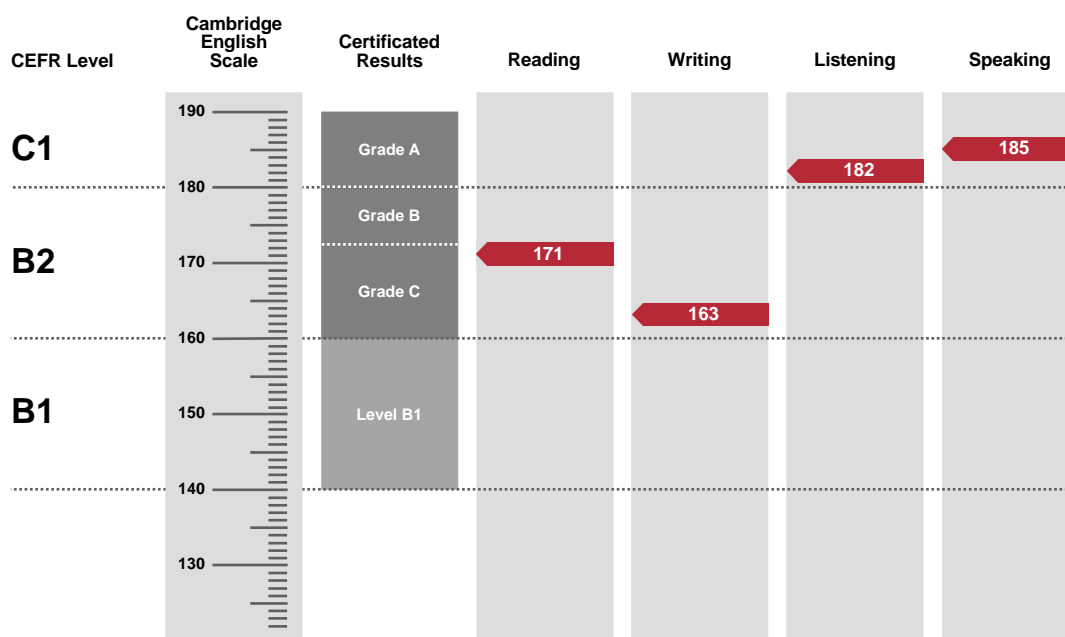 CEFR Level
Cambridge
English
Scale
Certificated
Results
Reading
Writing
Listening
Speaking
C1
B2
B1
190
180
170
160
150
140
130
Grade A
Grade B
Grade C
Level B1
171
163
182
185